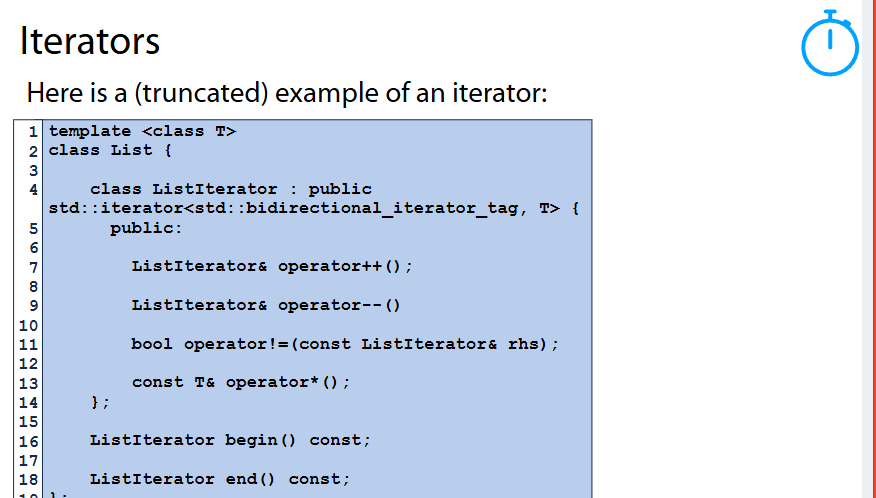 Iterators
Here is a (truncated) example of an iterator:
1 template <class T>
2 class List {
3
4 class ListIterator : public
std::iterator<std::bidirectional_iterator_tag, T> {
5 public:
6
7 ListIterator& operator++();
8
9 ListIterator& operator--()
10
11 bool operator!=(const ListIterator& rhs);
12
13 const T& operator*();
14 };
15
16 ListIterator begin() const;
17
18 ListIterator end() const;